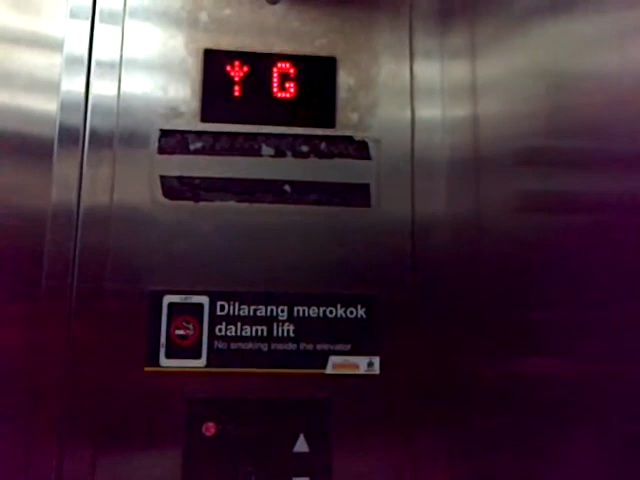 G
Dilarang merokok
dalam lift
No smoking inside the elevator